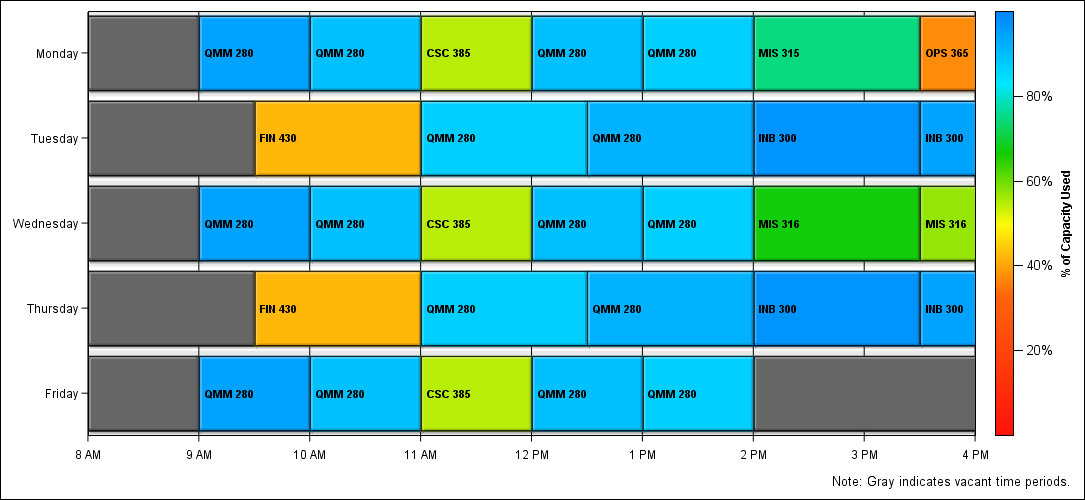 Monday
QMM 280
QMM 280
CSC 385
QMM 280
QMM 280
MIS 315
OPS 365
Tuesday
FIN 430
QMM 280
QMM 280
INB 300
INB 300
Wednesday
QMM 280
QMM 280
CSC 385
QMM 280
QMM 280
MIS 316
MIS 316
Thursday
FIN 430
QMM 280
QMM 280
INB 300
INB 300
Friday
QMM 280
QMM 280
CSC 385
QMM 280
QMM 280
8 AM
9 AM
10 AM
11 AM
12 PM
1 PM
2 PM
3 PM
4 PM
80%
60%
40%
20%
% of Capacity Used
Note: Gray indicates vacant time periods.